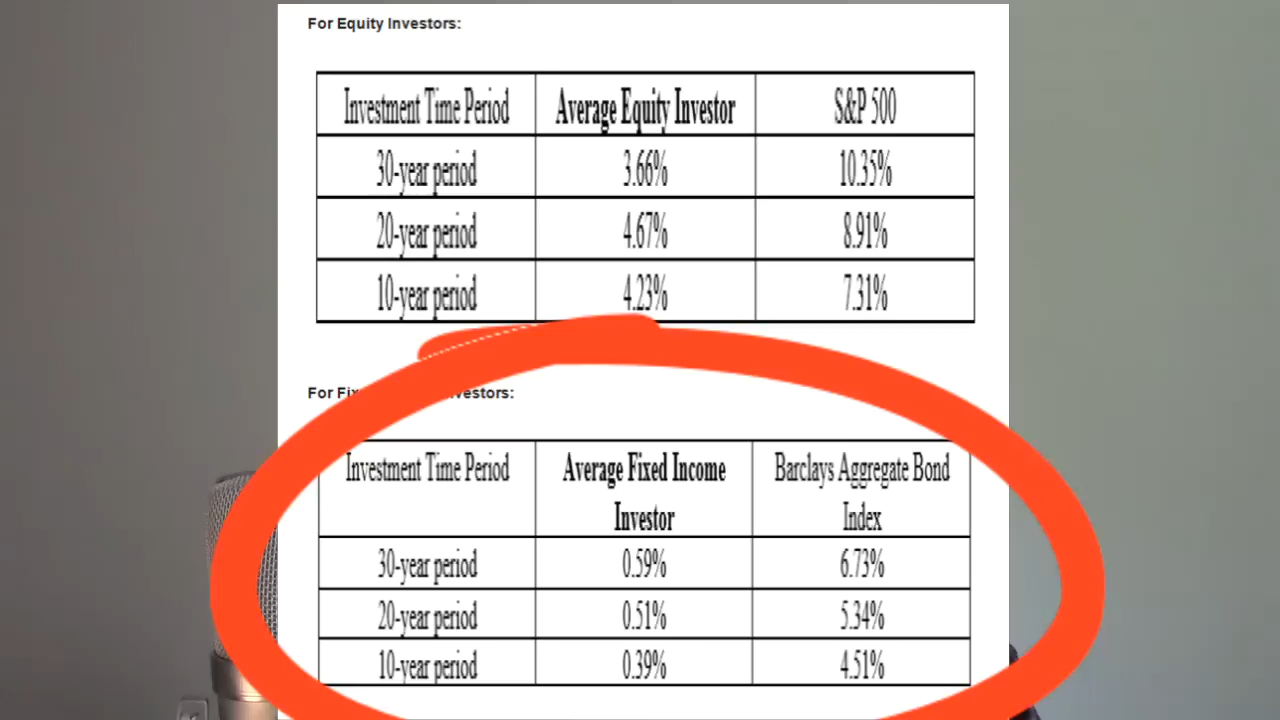 For Equity Investors:
Investment Time Period Average Equity Investor S&P 500
30-year period 3.66% 10.35%
20-year period 4.67% 8.91%
10-year period 4.23% 7.31%
For
Investment Time Period Average Fixed Income Investor Barclays Aggregate Bond Index
30-year period 0.59% 6.73%
20-year period 0.51% 5.34%
10-year period 0.39% 4.51%